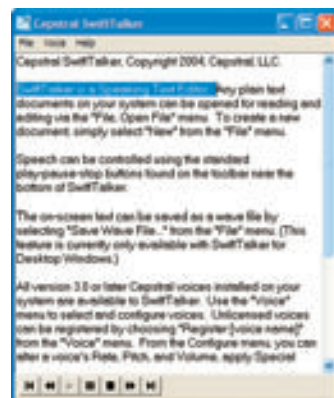 Cepstral SwiftTalker
File Voice Help
Cepstral SwiftTalker, Copyright 2004, Cepstral, LLC.
SwiftTalker is a Speaking Text Editor. Any plain text
documents on your system can be opened for reading and
editing via the "File, Open File" menu. To create a new
document, simply select "New" from the "File" menu.
Speech can be controlled using the standard
play-pause-stop buttons found on the toolbar near the
bottom of SwiftTalker.
The on-screen text can be saved as a wave file by
selecting "Save Wave File..." from the "File" menu. (This
feature is currently only available with SwiftTalker for
Desktop Windows.)
All version 3.0 or later Cepstral voices installed on your
system are available to SwiftTalker. Use the "Voice"
menu to select and configure voices. Unlicensed voices
can be registered by choosing "Register [voice name]"
from the "Voice" menu. From the Configure menu, you can
alter a voice's Rate, Pitch, and Volume, apply Special